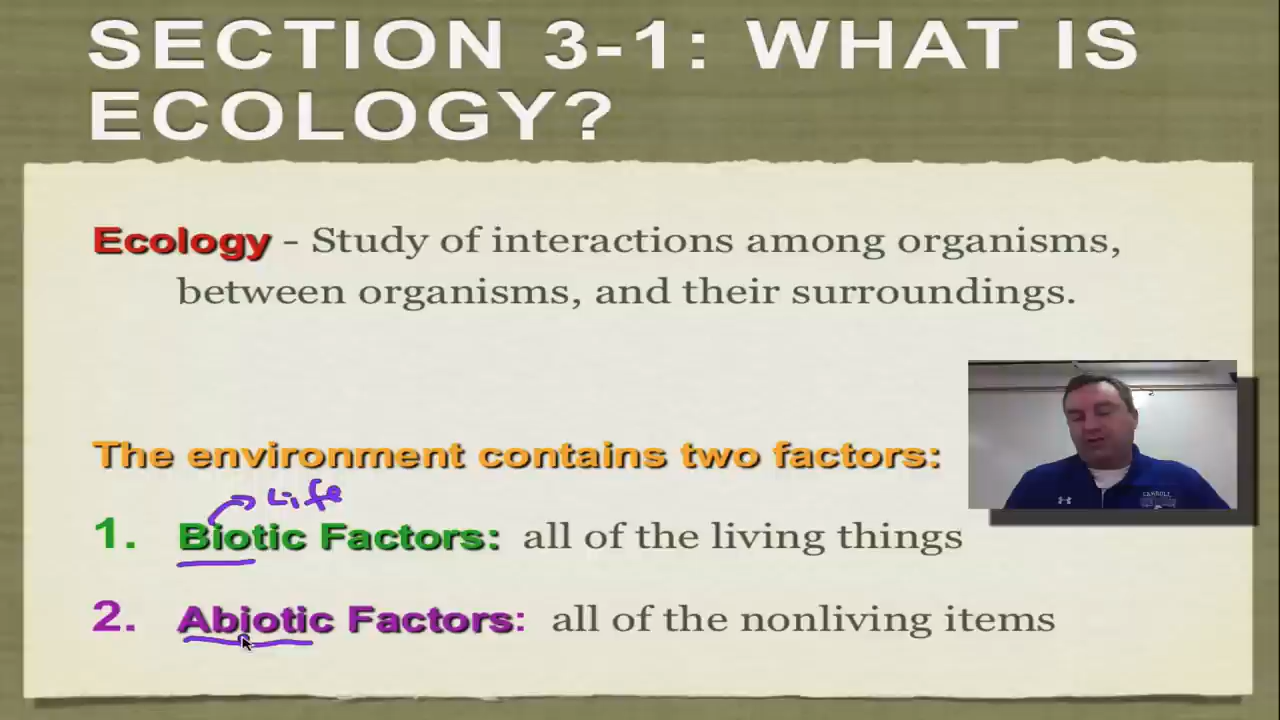 SECTION 3-1: WHAT IS
ECOLOGY?
Ecology - Study of interactions among organisms,
between organisms, and their surroundings.
The environment contains two factors:
Life
1. Biotic Factors: all of the living things
2. Abiotic Factors: all of the nonliving items
CARROLL